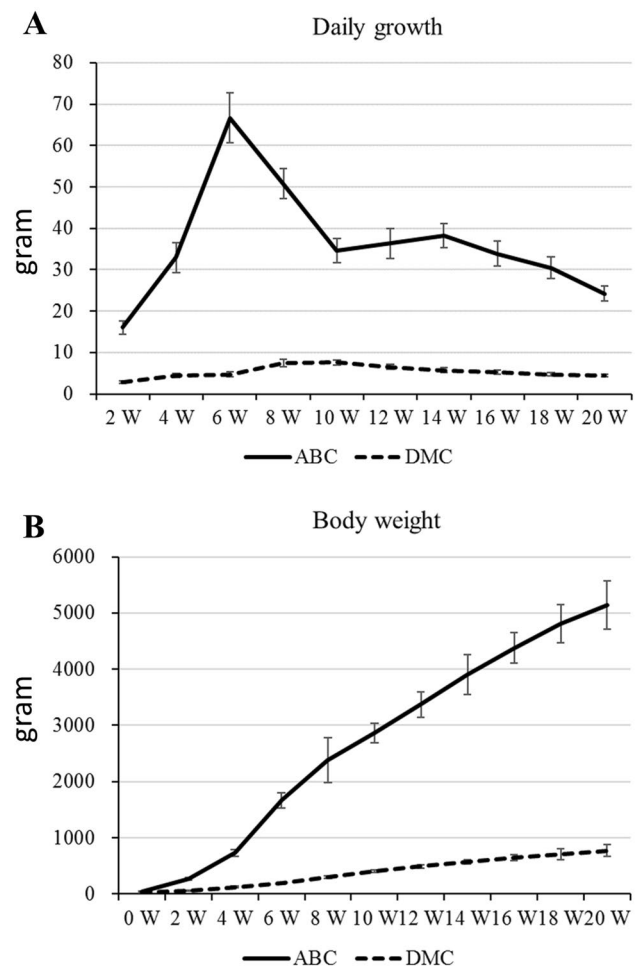 A
Daily growth
80
70
60
50
40
30
20
10
0
gram
2 W 4 W 6 W 8 W 10 W 12 W 14 W 16 W 18 W 20 W
ABC DMC
B
Body weight
6000
5000
4000
3000
2000
1000
0
gram
0 W 2 W 4 W 6 W 8 W 10 W12 W14 W16 W18 W20 W
ABC DMC